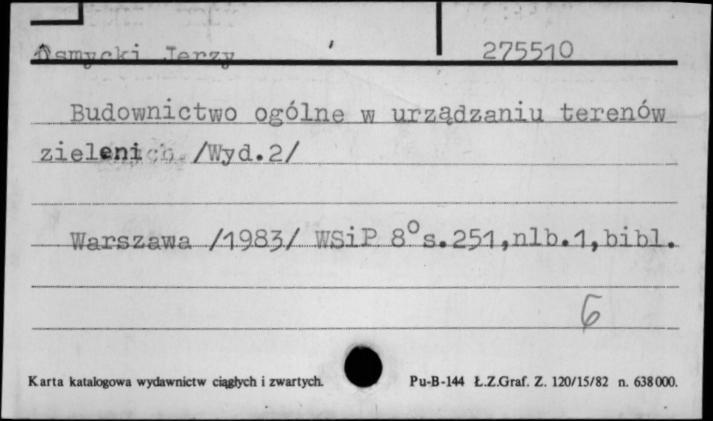 Osmycki Jerzy 275510
Budownictwo ogólne w urządzaniu terenów
zieleni /Wyd.2/
Warszawa /1983/ WSiP 8° s.251,nlb.1,bibl.
6
Karta katalogowa wydawnictw ciągłych i zwartych. Pu-B-144 Ł.Z.Graf. Z. 120/15/82 n. 638000.